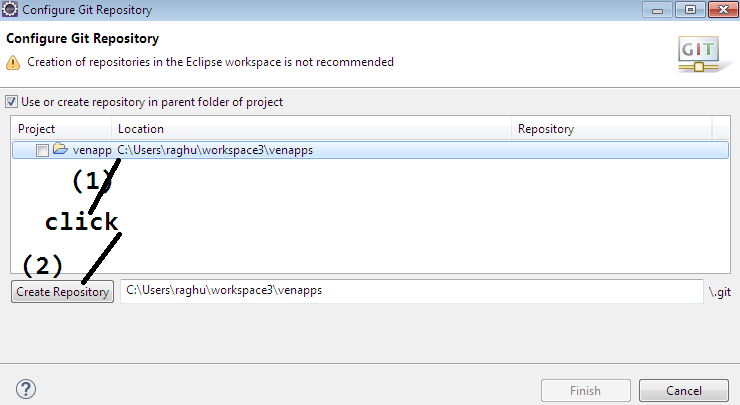 Configure Git Repository
Configure Git Repository
Creation of repositories in the Eclipse workspace is not recommended
GIT
Use or create repository in parent folder of project
Project Location Repository
venapp C:\Users\raghu\workspace3\venapps
(1)
click
(2)
Create Repository C:\Users\raghu\workspace3\venapps \.git
? Finish Cancel